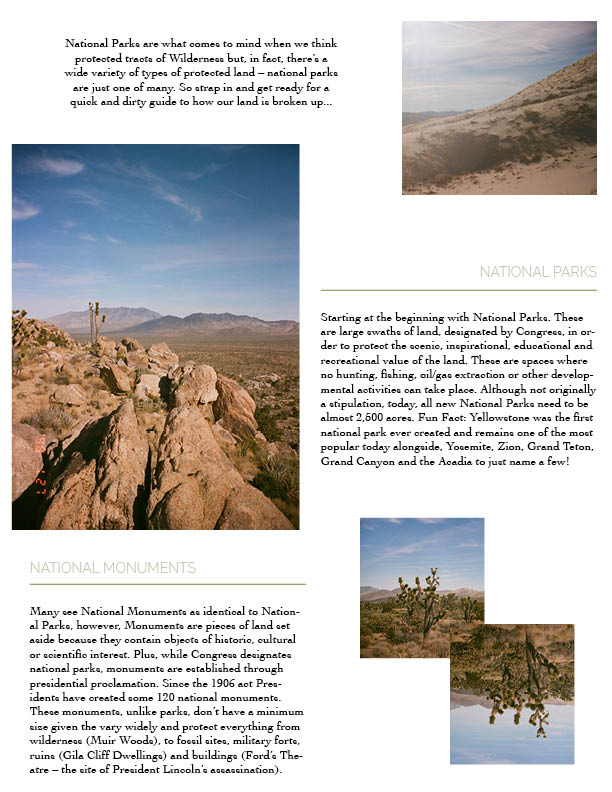 National Parks are what comes to mind when we think
protected tracts of Wilderness but, in fact, there's a
wide variety of types of protected land – national parks
are just one of many. So strap in and get ready for a
quick and dirty guide to how our land is broken up...
NATIONAL PARKS
Starting at the beginning with National Parks. These
are large swaths of land, designated by Congress, in or-
der to protect the scenic, inspirational, educational and
recreational value of the land. These are spaces where
no hunting, fishing, oil/gas extraction or other develop-
mental activities can take place. Although not originally
a stipulation, today, all new National Parks need to be
almost 2,500 acres. Fun Fact: Yellowstone was the first
national park ever created and remains one of the most
popular today alongside, Yosemite, Zion, Grand Teton,
Grand Canyon and the Acadia to just name a few!
NATIONAL MONUMENTS
Many see National Monuments as identical to Nation-
al Parks, however, Monuments are pieces of land set
aside because they contain objects of historic, cultural
or scientific interest. Plus, while Congress designates
national parks, monuments are established through
presidential proclamation. Since the 1906 act Pres-
idents have created some 120 national monuments.
These monuments, unlike parks, don't have a minimum
size given the vary widely and protect everything from
wilderness (Muir Woods), to fossil sites, military forts,
ruins (Gila Cliff Dwellings) and buildings (Ford's The-
atre – the site of President Lincoln's assassination).